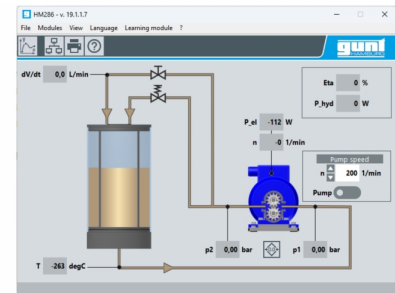 HM286 - v. 19.1.1.7
File Modules View Language Learning module ?
gunt
HAMBURG
dV/dt 0,0 L/min
Eta 0 %
P_hyd 0 W
P_el -112 W
n -0 1/min
Pump speed
n 200 1/min
Pump
p2 0,00 bar
p1 0,00 bar
T -263 degC